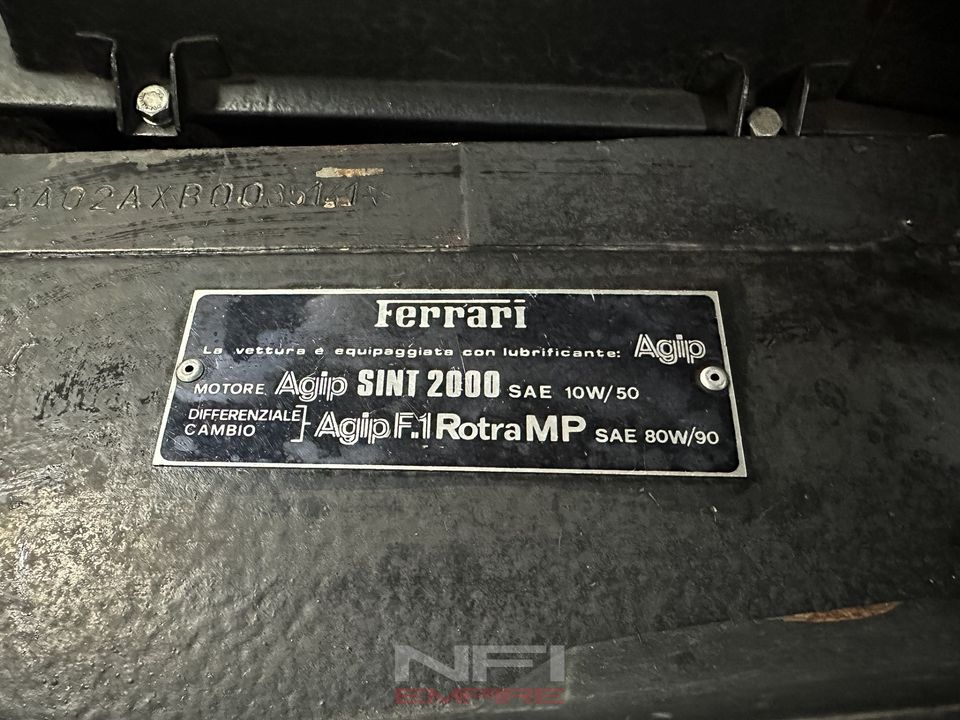 AA02AXB0035141*
Ferrari
La vettura è equipaggiata con lubrificante: Agip
MOTORE Agip SINT 2000 SAE 10W/50
DIFFERENZIALE
CAMBIO ] Agip F.1 Rotra MP SAE 80W/90
NFI
EMPIRE